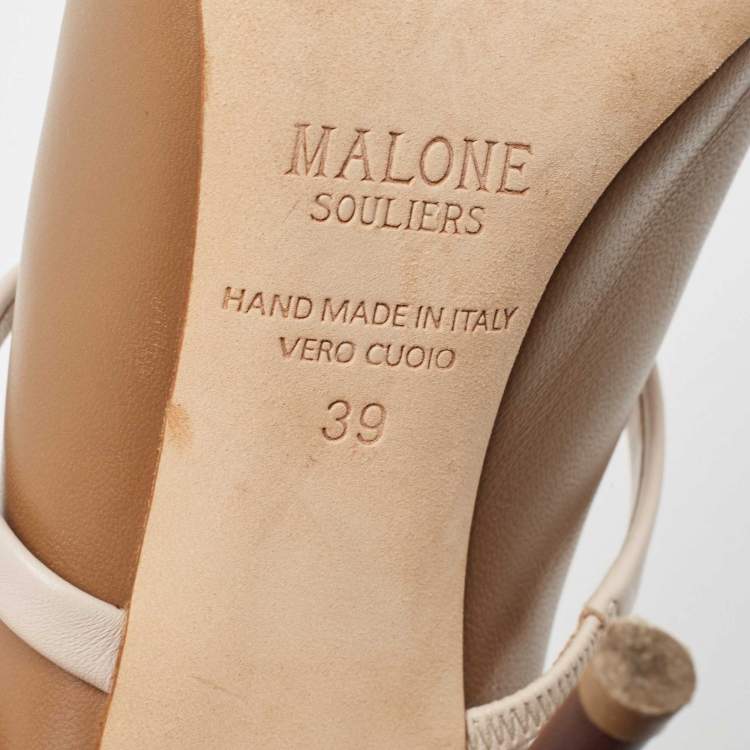 MALONE
SOULIERS
HAND MADE IN ITALY
VERO CUOIO
39